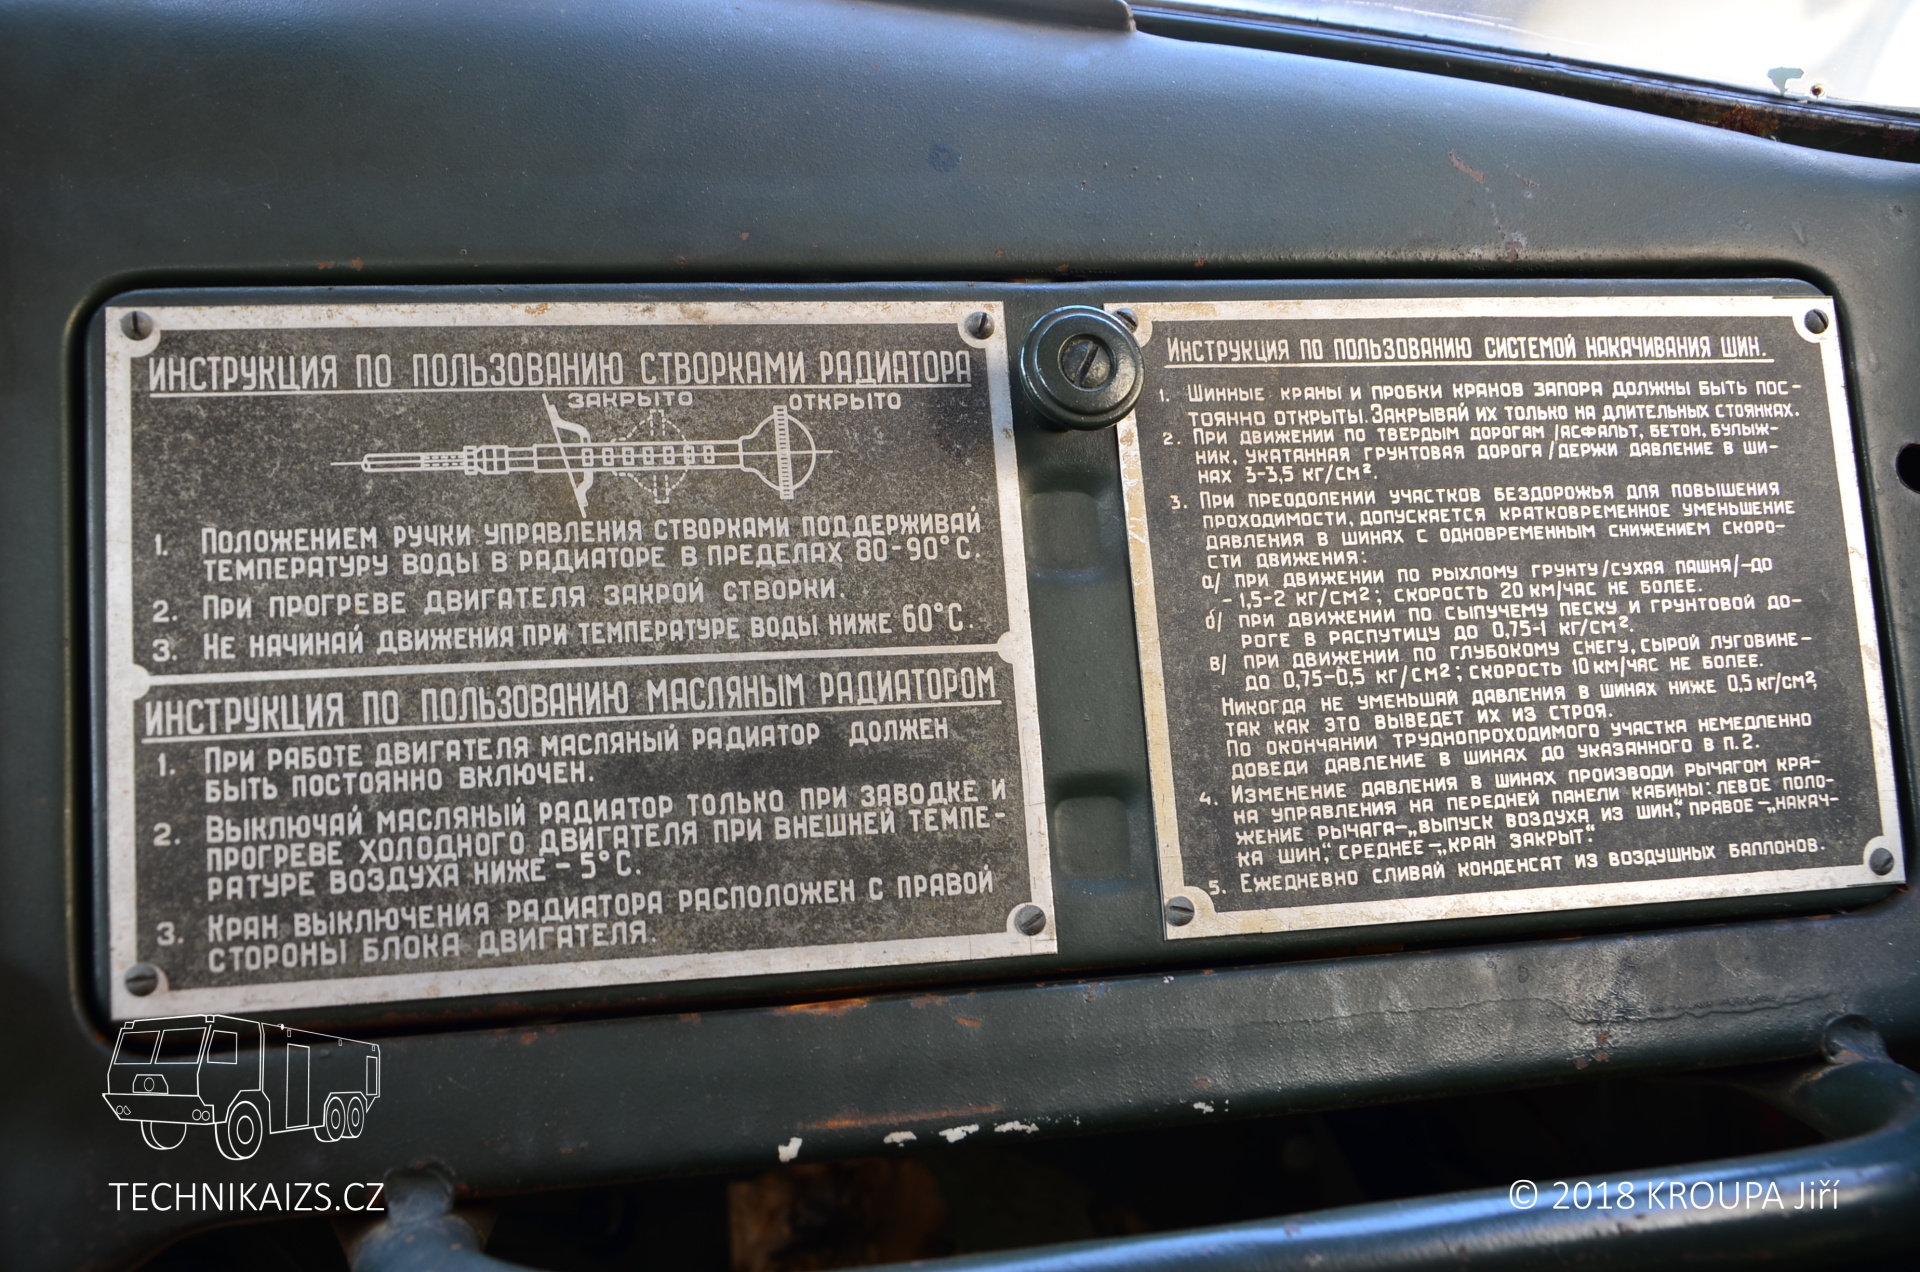 ИНСТРУКЦИЯ ПО ПОЛЬЗОВАНИЮ СТВОРКАМИ РАДИАТОРА
ЗАКРЫТО
ОТКРЫТО
1. ПОЛОЖЕНИЕМ РУЧКИ УПРАВЛЕНИЯ СТВОРКАМИ ПОДДЕРЖИВАЙ
ТЕМПЕРАТУРУ ВОДЫ В РАДИАТОРЕ В ПРЕДЕЛАХ 80-90°С.
2. ПРИ ПРОГРЕВЕ ДВИГАТЕЛЯ ЗАКРОЙ СТВОРКИ.
3. НЕ НАЧИНАЙ ДВИЖЕНИЯ ПРИ ТЕМПЕРАТУРЕ ВОДЫ НИЖЕ 60°С.
ИНСТРУКЦИЯ ПО ПОЛЬЗОВАНИЮ МАСЛЯНЫМ РАДИАТОРОМ
1. ПРИ РАБОТЕ ДВИГАТЕЛЯ МАСЛЯНЫЙ РАДИАТОР ДОЛЖЕН
БЫТЬ ПОСТОЯННО ВКЛЮЧЕН.
2. ВЫКЛЮЧАЙ МАСЛЯНЫЙ РАДИАТОР ТОЛЬКО ПРИ ЗАВОДКЕ И
ПРОГРЕВЕ ХОЛОДНОГО ДВИГАТЕЛЯ ПРИ ВНЕШНЕЙ ТЕМПЕ-
РАТУРЕ ВОЗДУХА НИЖЕ -5°С.
3. КРАН ВЫКЛЮЧЕНИЯ РАДИАТОРА РАСПОЛОЖЕН С ПРАВОЙ
СТОРОНЫ БЛОКА ДВИГАТЕЛЯ.
ИНСТРУКЦИЯ ПО ПОЛЬЗОВАНИЮ СИСТЕМОЙ НАКАЧИВАНИЯ ШИН.
1. ШИННЫЕ КРАНЫ И ПРОБКИ КРАНОВ ЗАПОРА ДОЛЖНЫ БЫТЬ ПОС-
ТОЯННО ОТКРЫТЫ. ЗАКРЫВАЙ ИХ ТОЛЬКО НА ДЛИТЕЛЬНЫХ СТОЯНКАХ.
2. ПРИ ДВИЖЕНИИ ПО ТВЕРДЫМ ДОРОГАМ /АСФАЛЬТ, БЕТОН, БУЛЫЖ-
НИК, УКАТАННАЯ ГРУНТОВАЯ ДОРОГА/ДЕРЖИ ДАВЛЕНИЕ В ШИ-
НАХ 3-3,5 КГ/СМ².
3. ПРИ ПРЕОДОЛЕНИИ УЧАСТКОВ БЕЗДОРОЖЬЯ ДЛЯ ПОВЫШЕНИЯ
ПРОХОДИМОСТИ, ДОПУСКАЕТСЯ КРАТКОВРЕМЕННОЕ УМЕНЬШЕНИЕ
ДАВЛЕНИЯ В ШИНАХ С ОДНОВРЕМЕННЫМ СНИЖЕНИЕМ СКОРО-
СТИ ДВИЖЕНИЯ:
а/ ПРИ ДВИЖЕНИИ ПО РЫХЛОМУ ГРУНТУ/СУХАЯ ПАШНЯ/-ДО
- 1,5-2 КГ/СМ²; СКОРОСТЬ 20 КМ/ЧАС НЕ БОЛЕЕ.
б/ ПРИ ДВИЖЕНИИ ПО СЫПУЧЕМУ ПЕСКУ И ГРУНТОВОЙ ДО-
РОГЕ В РАСПУТИЦУ ДО 0,75-1 КГ/СМ².
в/ ПРИ ДВИЖЕНИИ ПО ГЛУБОКОМУ СНЕГУ, СЫРОЙ ЛУГОВИНЕ-
ДО 0,75-0,5 КГ/СМ²; СКОРОСТЬ 10 КМ/ЧАС НЕ БОЛЕЕ.
НИКОГДА НЕ УМЕНЬШАЙ ДАВЛЕНИЯ В ШИНАХ НИЖЕ 0,5 КГ/СМ²,
ТАК КАК ЭТО ВЫВЕДЕТ ИХ ИЗ СТРОЯ.
ПО ОКОНЧАНИИ ТРУДНОПРОХОДИМОГО УЧАСТКА НЕМЕДЛЕННО
ДОВЕДИ ДАВЛЕНИЕ В ШИНАХ ДО УКАЗАННОГО В П.2.
4. ИЗМЕНЕНИЕ ДАВЛЕНИЯ В ШИНАХ ПРОИЗВОДИ РЫЧАГОМ КРА-
НА УПРАВЛЕНИЯ НА ПЕРЕДНЕЙ ПАНЕЛИ КАБИНЫ: ЛЕВОЕ ПОЛО-
ЖЕНИЕ РЫЧАГА-„ВЫПУСК ВОЗДУХА ИЗ ШИН“, ПРАВОЕ-„НАКАЧ-
КА ШИН“, СРЕДНЕЕ-„КРАН ЗАКРЫТ“.
5. ЕЖЕДНЕВНО СЛИВАЙ КОНДЕНСАТ ИЗ ВОЗДУШНЫХ БАЛЛОНОВ.
TECHNIKAIZS.CZ
© 2018 KROUPA Jiří